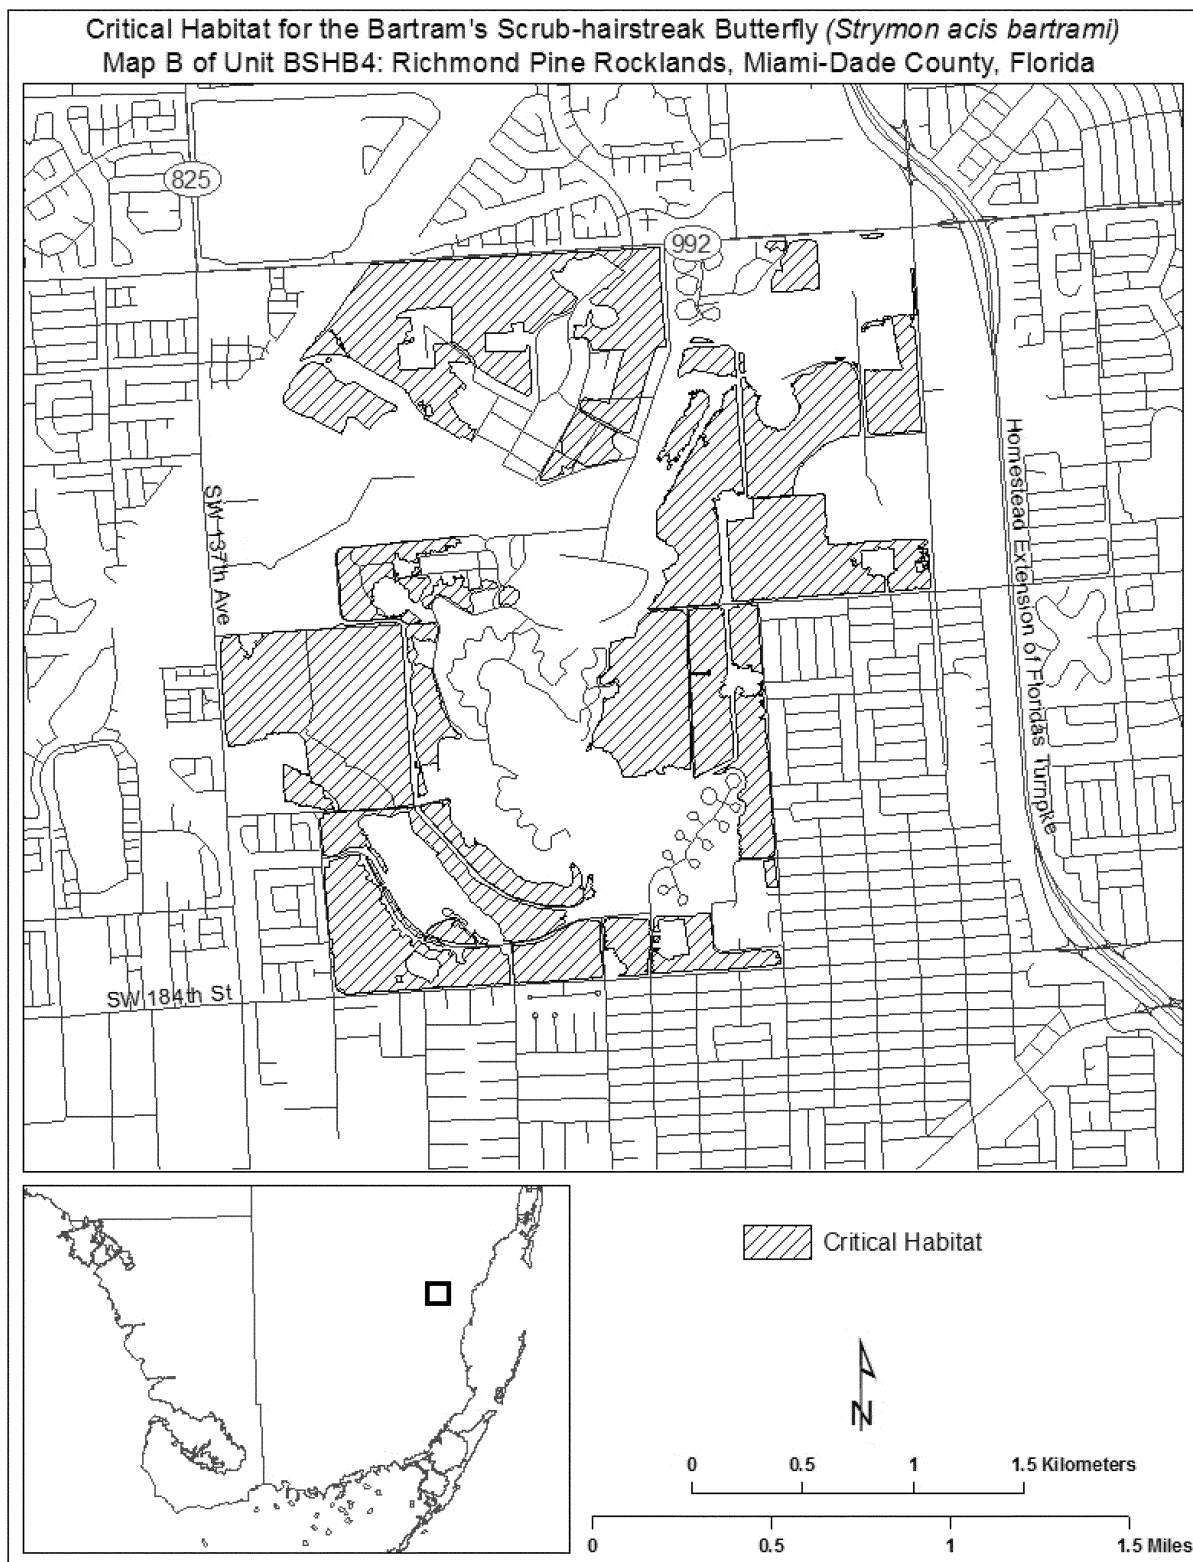 Critical Habitat for the Bartram's Scrub-hairstreak Butterfly (Strymon acis bartrami)
Map B of Unit BSHB4: Richmond Pine Rocklands, Miami-Dade County, Florida
825
992
SW 137th Ave
Homestead Extension of Floridas Turnpke
SW 184th St
Critical Habitat
N
0 0.5 1 1.5 Kilometers
0 0.5 1 1.5 Miles